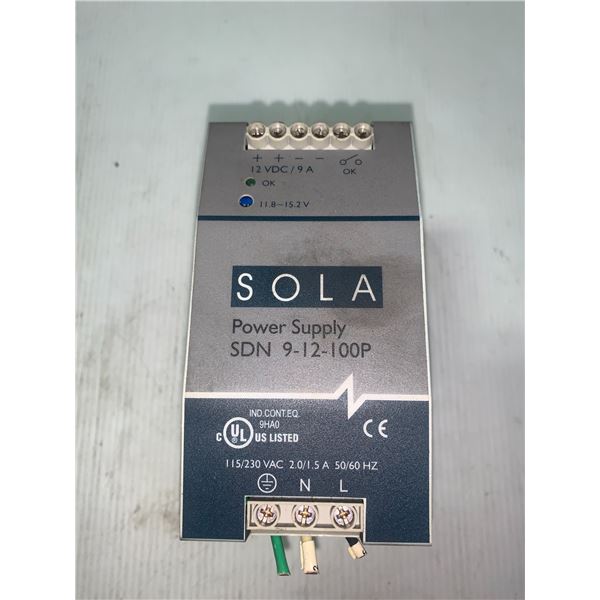 + + − −
12 VDC / 9 A OK
OK
11.8–15.2 V
SOLA
Power Supply
SDN 9-12-100P
IND.CONT.EQ.
9HA0
C UL US LISTED CE
115/230 VAC 2.0/1.5 A 50/60 HZ
N L